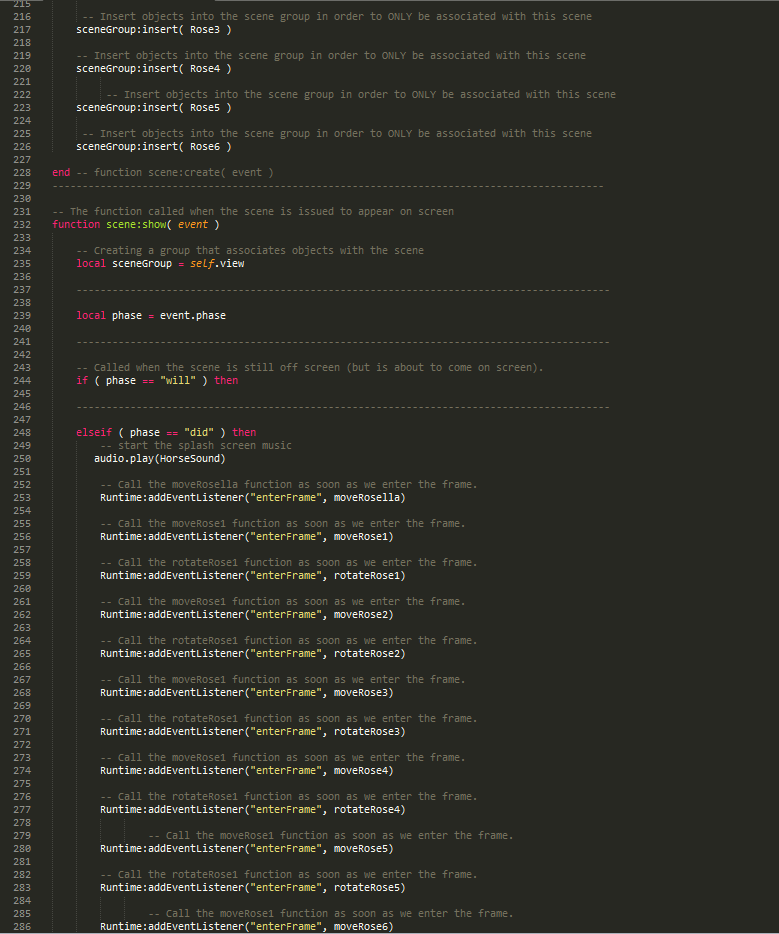 215
216 -- Insert objects into the scene group in order to ONLY be associated with this scene
217 sceneGroup:insert( Rose3 )
218
219 -- Insert objects into the scene group in order to ONLY be associated with this scene
220 sceneGroup:insert( Rose4 )
221
222 -- Insert objects into the scene group in order to ONLY be associated with this scene
223 sceneGroup:insert( Rose5 )
224
225 -- Insert objects into the scene group in order to ONLY be associated with this scene
226 sceneGroup:insert( Rose6 )
227
228 end -- function scene:create( event )
229 --------------------------------------------------------------------------------------------
230
231 -- The function called when the scene is issued to appear on screen
232 function scene:show( event )
233
234 -- Creating a group that associates objects with the scene
235 local sceneGroup = self.view
236
237 -----------------------------------------------------------------------------------------
238
239 local phase = event.phase
240
241 -----------------------------------------------------------------------------------------
242
243 -- Called when the scene is still off screen (but is about to come on screen).
244 if ( phase == "will" ) then
245
246 -----------------------------------------------------------------------------------------
247
248 elseif ( phase == "did" ) then
249 -- start the splash screen music
250 audio.play(HorseSound)
251
252 -- Call the moveRosella function as soon as we enter the frame.
253 Runtime:addEventListener("enterFrame", moveRosella)
254
255 -- Call the moveRose1 function as soon as we enter the frame.
256 Runtime:addEventListener("enterFrame", moveRose1)
257
258 -- Call the rotateRose1 function as soon as we enter the frame.
259 Runtime:addEventListener("enterFrame", rotateRose1)
260
261 -- Call the moveRose1 function as soon as we enter the frame.
262 Runtime:addEventListener("enterFrame", moveRose2)
263
264 -- Call the rotateRose1 function as soon as we enter the frame.
265 Runtime:addEventListener("enterFrame", rotateRose2)
266
267 -- Call the moveRose1 function as soon as we enter the frame.
268 Runtime:addEventListener("enterFrame", moveRose3)
269
270 -- Call the rotateRose1 function as soon as we enter the frame.
271 Runtime:addEventListener("enterFrame", rotateRose3)
272
273 -- Call the moveRose1 function as soon as we enter the frame.
274 Runtime:addEventListener("enterFrame", moveRose4)
275
276 -- Call the rotateRose1 function as soon as we enter the frame.
277 Runtime:addEventListener("enterFrame", rotateRose4)
278
279 -- Call the moveRose1 function as soon as we enter the frame.
280 Runtime:addEventListener("enterFrame", moveRose5)
281
282 -- Call the rotateRose1 function as soon as we enter the frame.
283 Runtime:addEventListener("enterFrame", rotateRose5)
284
285 -- Call the moveRose1 function as soon as we enter the frame.
286 Runtime:addEventListener("enterFrame", moveRose6)